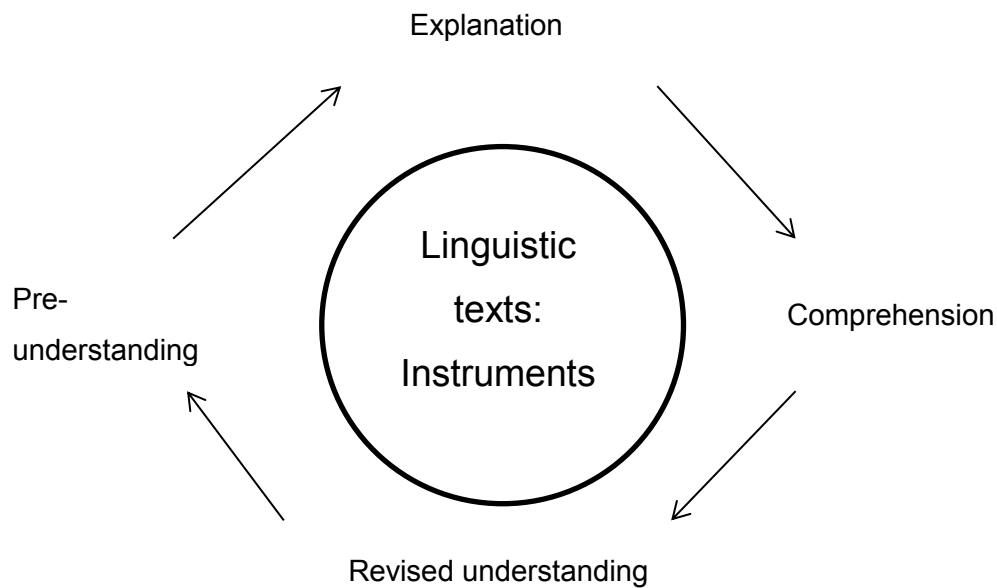 Explanation
Linguistic
texts:
Instruments
Pre-
understanding
Comprehension
Revised understanding